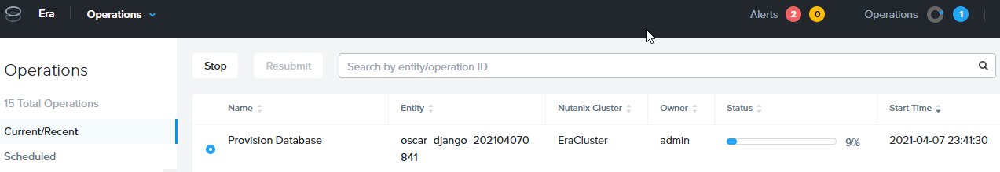 Era Operations Alerts 2 0 Operations 1
Stop Resubmit Search by entity/operation ID
Operations
15 Total Operations
Name Entity Nutanix Cluster Owner Status Start Time
Current/Recent
Provision Database oscar_django_202104070 EraCluster admin 9% 2021-04-07 23:41:30
841
Scheduled